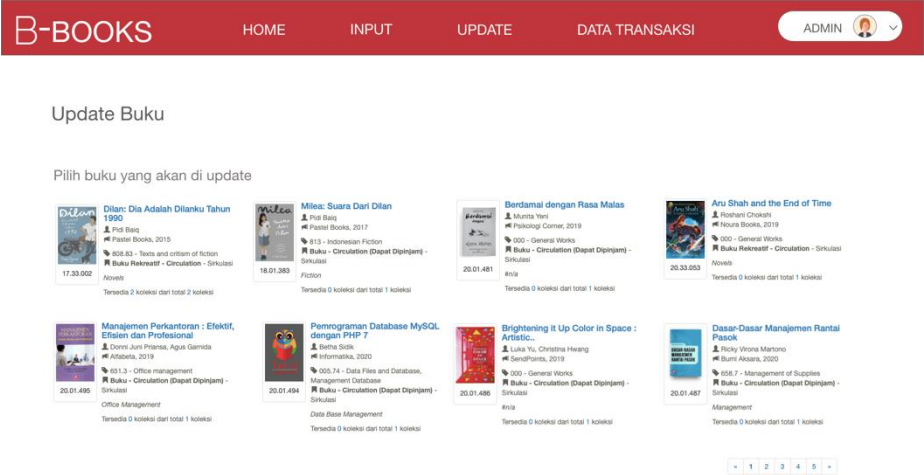 B-BOOKS
HOME
INPUT
UPDATE
DATA TRANSAKSI
ADMIN
Update Buku
Pilih buku yang akan di update
Dilan
17.33.002
Dilan: Dia Adalah Dilanku Tahun
1990
Pidi Baiq
Pastel Books, 2015
808.83 - Texts and critism of fiction
Buku Rekreatif - Circulation - Sirkulasi
Novels
Tersedia 2 koleksi dari total 2 koleksi
milea
18.01.383
Milea: Suara Dari Dilan
Pidi Baiq
Pastel Books, 2017
813 - Indonesian Fiction
Buku - Circulation (Dapat Dipinjam) -
Sirkulasi
Fiction
Tersedia 0 koleksi dari total 1 koleksi
Berdamai
20.01.481
Berdamai dengan Rasa Malas
Munita Yeni
Psikologi Corner, 2019
000 - General Works
Buku - Circulation (Dapat Dipinjam) -
Sirkulasi
#n/a
Tersedia 0 koleksi dari total 1 koleksi
Aru Shah
20.33.053
Aru Shah and the End of Time
Roshani Chokshi
Noura Books, 2019
000 - General Works
Buku Rekreatif - Circulation - Sirkulasi
Novels
Tersedia 0 koleksi dari total 1 koleksi
MANAJEMEN
PERKANTORAN
20.01.495
Manajemen Perkantoran : Efektif,
Efisien dan Profesional
Donni Juni Priansa, Agus Garnida
Alfabeta, 2019
651.3 - Office management
Buku - Circulation (Dapat Dipinjam) -
Sirkulasi
Office Management
Tersedia 0 koleksi dari total 1 koleksi
20.01.494
Pemrograman Database MySQL
dengan PHP 7
Betha Sidik
Informatika, 2020
005.74 - Data Files and Database,
Management Database
Buku - Circulation (Dapat Dipinjam) -
Sirkulasi
Data Base Management
Tersedia 0 koleksi dari total 1 koleksi
20.01.486
Brightening it Up Color in Space :
Artistic..
Luka Yu, Christina Hwang
SendPoints, 2019
000 - General Works
Buku - Circulation (Dapat Dipinjam) -
Sirkulasi
#n/a
Tersedia 0 koleksi dari total 1 koleksi
DASAR-DASAR
MANAJEMEN
RANTAI PASOK
20.01.487
Dasar-Dasar Manajemen Rantai
Pasok
Ricky Virona Martono
Bumi Aksara, 2020
658.7 - Management of Supplies
Buku - Circulation (Dapat Dipinjam) -
Sirkulasi
Management
Tersedia 0 koleksi dari total 1 koleksi
« 1 2 3 4 5 »